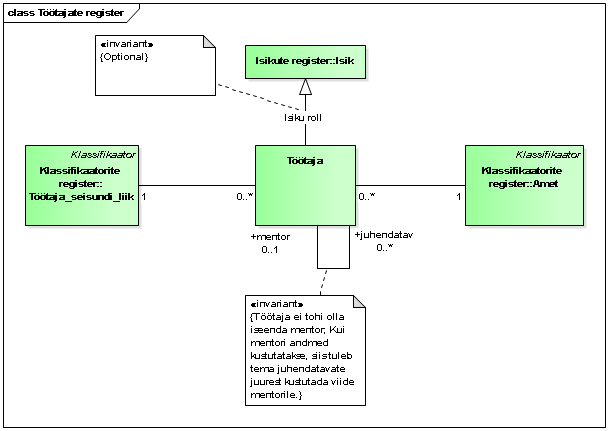 class Töötajate register
«invariant»
{Optional}
Isikute register::Isik
Isiku roll
Klassifikaator
Klassifikaatorite
register::
Töötaja_seisundi_liik
1
0..*
Töötaja
0..*
1
Klassifikaator
Klassifikaatorite
register::Amet
+mentor
0..1
+juhendatav
0..*
«invariant»
{Töötaja ei tohi olla
iseenda mentor; Kui
mentori andmed
kustutatakse, siis tuleb
tema juhendatavate
juurest kustutada viide
mentorile.}